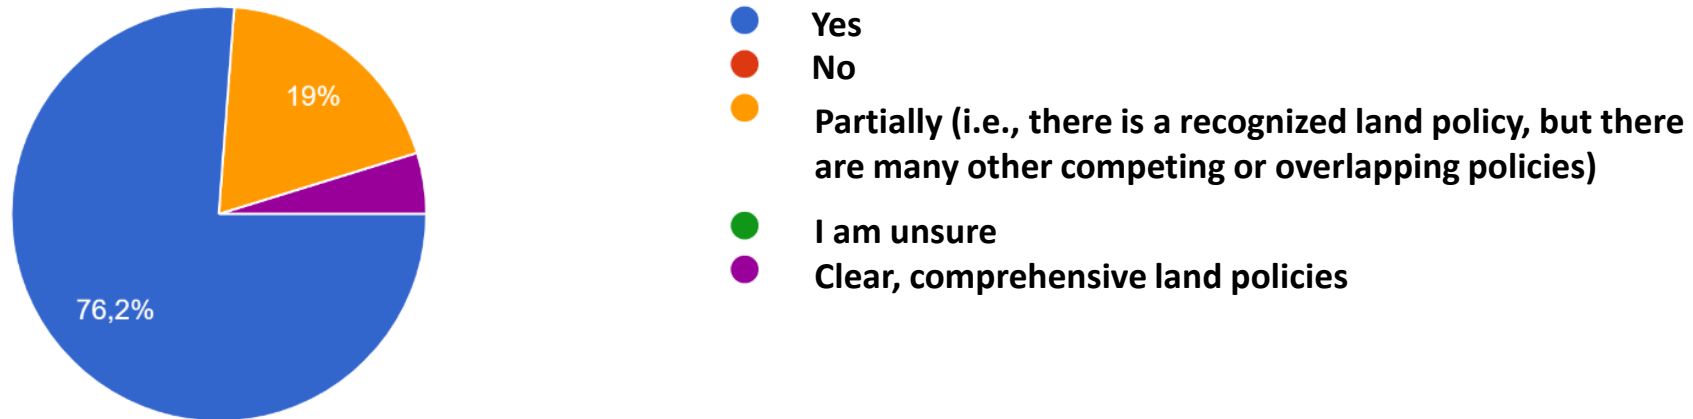 19%
76,2%
Yes
No
Partially (i.e., there is a recognized land policy, but there
are many other competing or overlapping policies)
I am unsure
Clear, comprehensive land policies